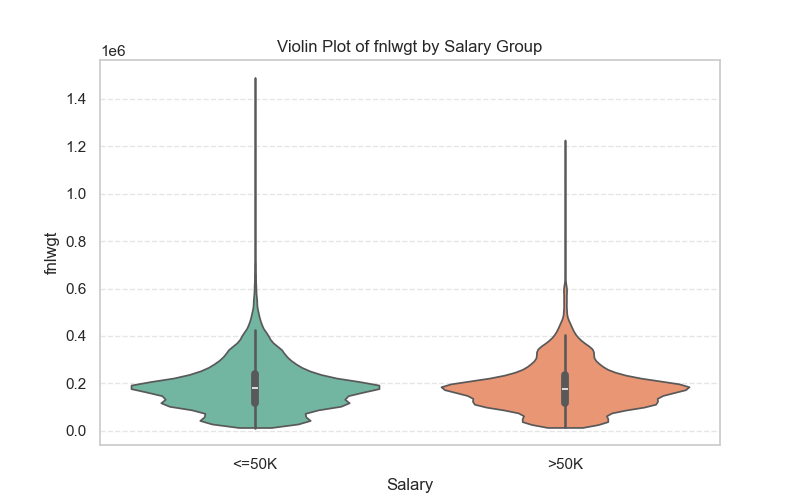 Violin Plot of fnlwgt by Salary Group
1e6
1.4
1.2
1.0
0.8
0.6
0.4
0.2
0.0
fnlwgt
<=50K
>50K
Salary